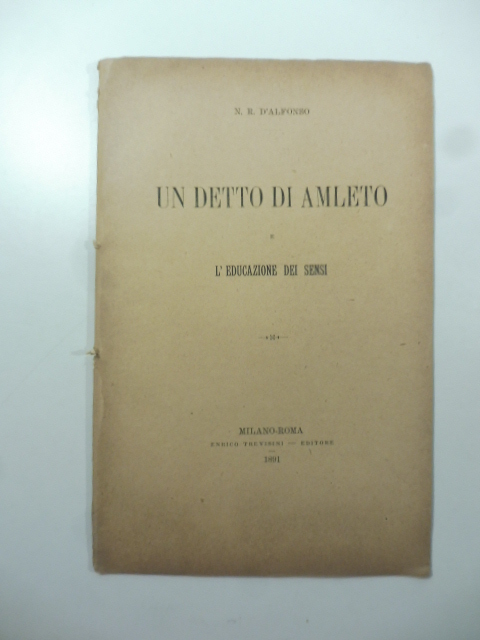 N. R. D'ALFONSO
UN DETTO DI AMLETO
E
L'EDUCAZIONE DEI SENSI
MILANO-ROMA
ENRICO TREVISINI — EDITORE
1891